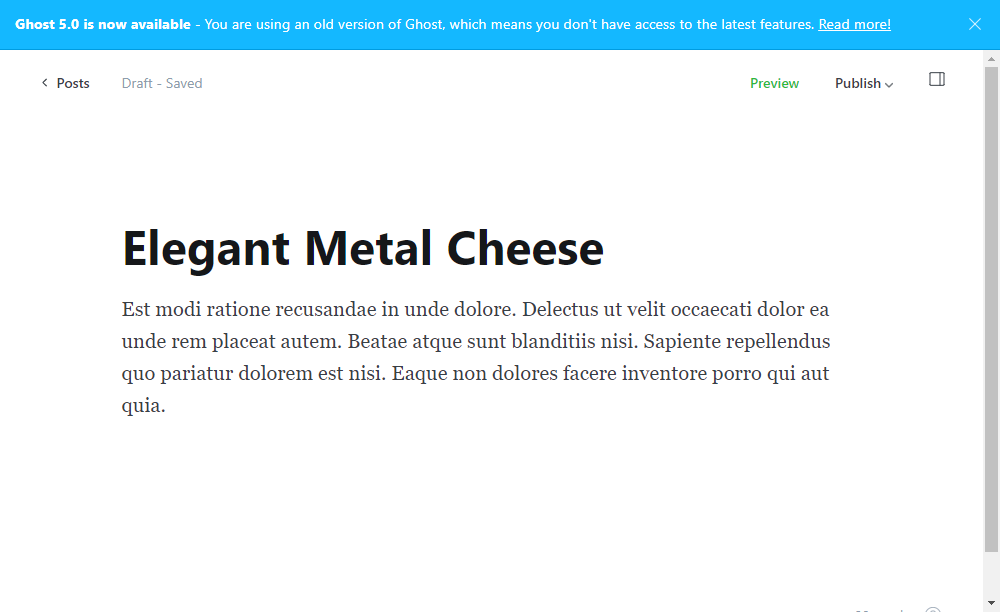 Ghost 5.0 is now available - You are using an old version of Ghost, which means you don't have access to the latest features. Read more!
Posts
Draft - Saved
Preview
Publish
Elegant Metal Cheese
Est modi ratione recusandae in unde dolore. Delectus ut velit occaecati dolor ea
unde rem placeat autem. Beatae atque sunt blanditiis nisi. Sapiente repellendus
quo pariatur dolorem est nisi. Eaque non dolores facere inventore porro qui aut
quia.